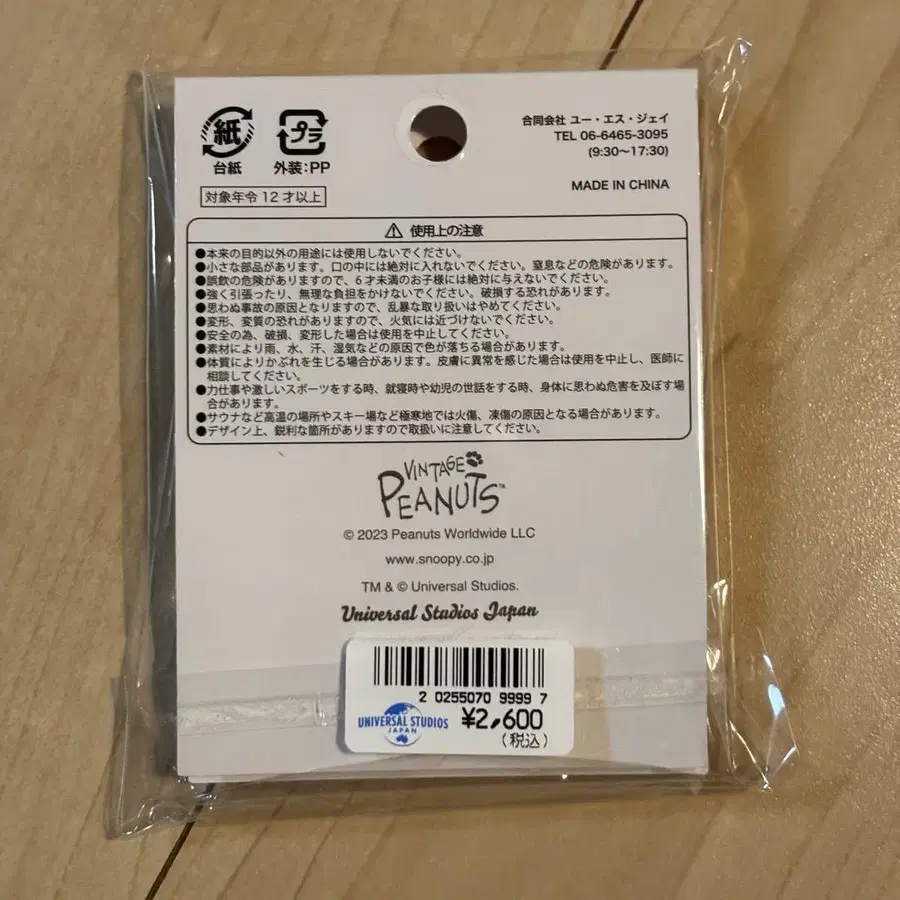 紙
台紙
プラ
外装:PP
合同会社 ユー・エス・ジェイ
TEL 06-6465-3095
(9:30〜17:30)
MADE IN CHINA
対象年令12才以上
使用上の注意
●本来の目的以外の用途には使用しないでください。
●小さな部品があります。口の中には絶対に入れないでください。窒息などの危険があります。
●誤飲の危険がありますので、6才未満のお子様には絶対に与えないでください。
●強く引張ったり、無理な負担をかけないでください。破損する恐れがあります。
●思わぬ事故の原因となりますので、乱暴な取り扱いはやめてください。
●変形、変質の恐れがありますので、火気には近づけないでください。
●安全の為、破損、変形した場合は使用を中止してください。
●素材により雨、水、汗、湿気などの原因で色が落ちる場合があります。
●体質によりかぶれを生じる場合があります。皮膚に異常を感じた場合は使用を中止し、医師に
相談してください。
●力仕事や激しいスポーツをする時、就寝時や幼児の世話をする時、身体に思わぬ危害を及ぼす場
合があります。
●サウナなど高温の場所やスキー場など極寒地では火傷、凍傷の原因となる場合があります。
●デザイン上、鋭利な箇所がありますので取扱いに注意してください。
VINTAGE
PEANUTS™
© 2023 Peanuts Worldwide LLC
www.snoopy.co.jp
TM & © Universal Studios.
Universal Studios Japan
2 0255070 9999 7
UNIVERSAL STUDIOS
JAPAN
¥2,600
(税込)